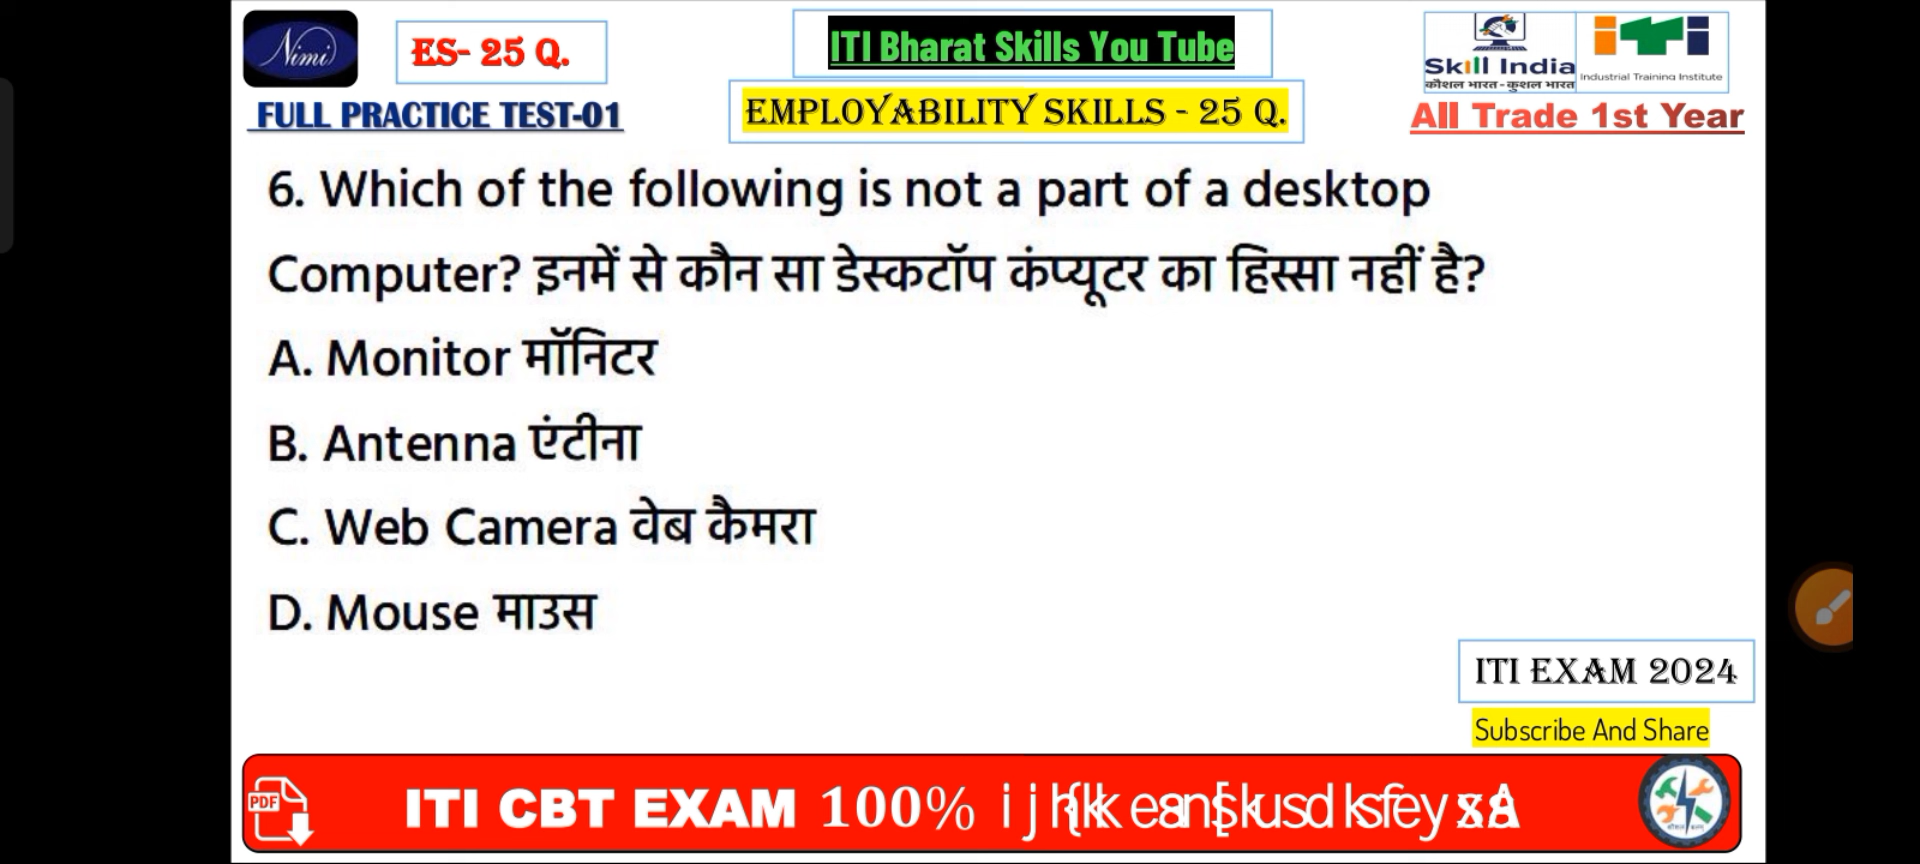 Nimi
ES- 25 Q.
ITI Bharat Skills You Tube
Skill India
कौशल भारत-कुशल भारत
iTi
Industrial Training Institute
FULL PRACTICE TEST-01
EMPLOYABILITY SKILLS - 25 Q.
All Trade 1st Year
6. Which of the following is not a part of a desktop
Computer? इनमें से कौन सा डेस्कटॉप कंप्यूटर का हिस्सा नहीं है?
A. Monitor मॉनिटर
B. Antenna एंटीना
C. Web Camera वेब कैमरा
D. Mouse माउस
ITI EXAM 2024
Subscribe And Share
PDF
ITI CBT EXAM 100%